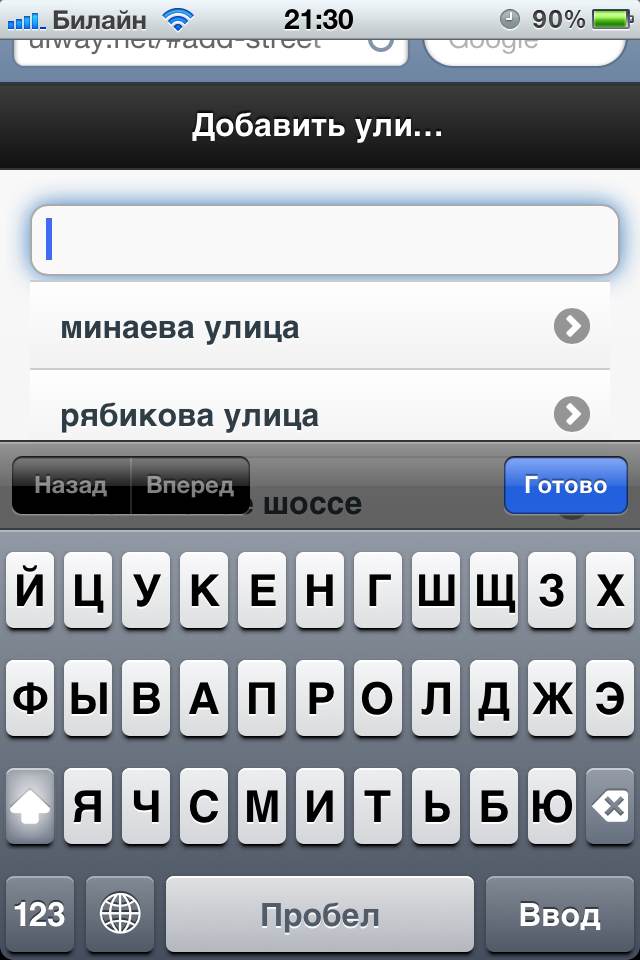 Билайн 21:30 90%
ulway.net/#add-street Google
Добавить ули...
минаева улица
рябикова улица
Назад Вперед е шоссе Готово
Й Ц У К Е Н Г Ш Щ З Х
Ф Ы В А П Р О Л Д Ж Э
Я Ч С М И Т Ь Б Ю
123 Пробел Ввод